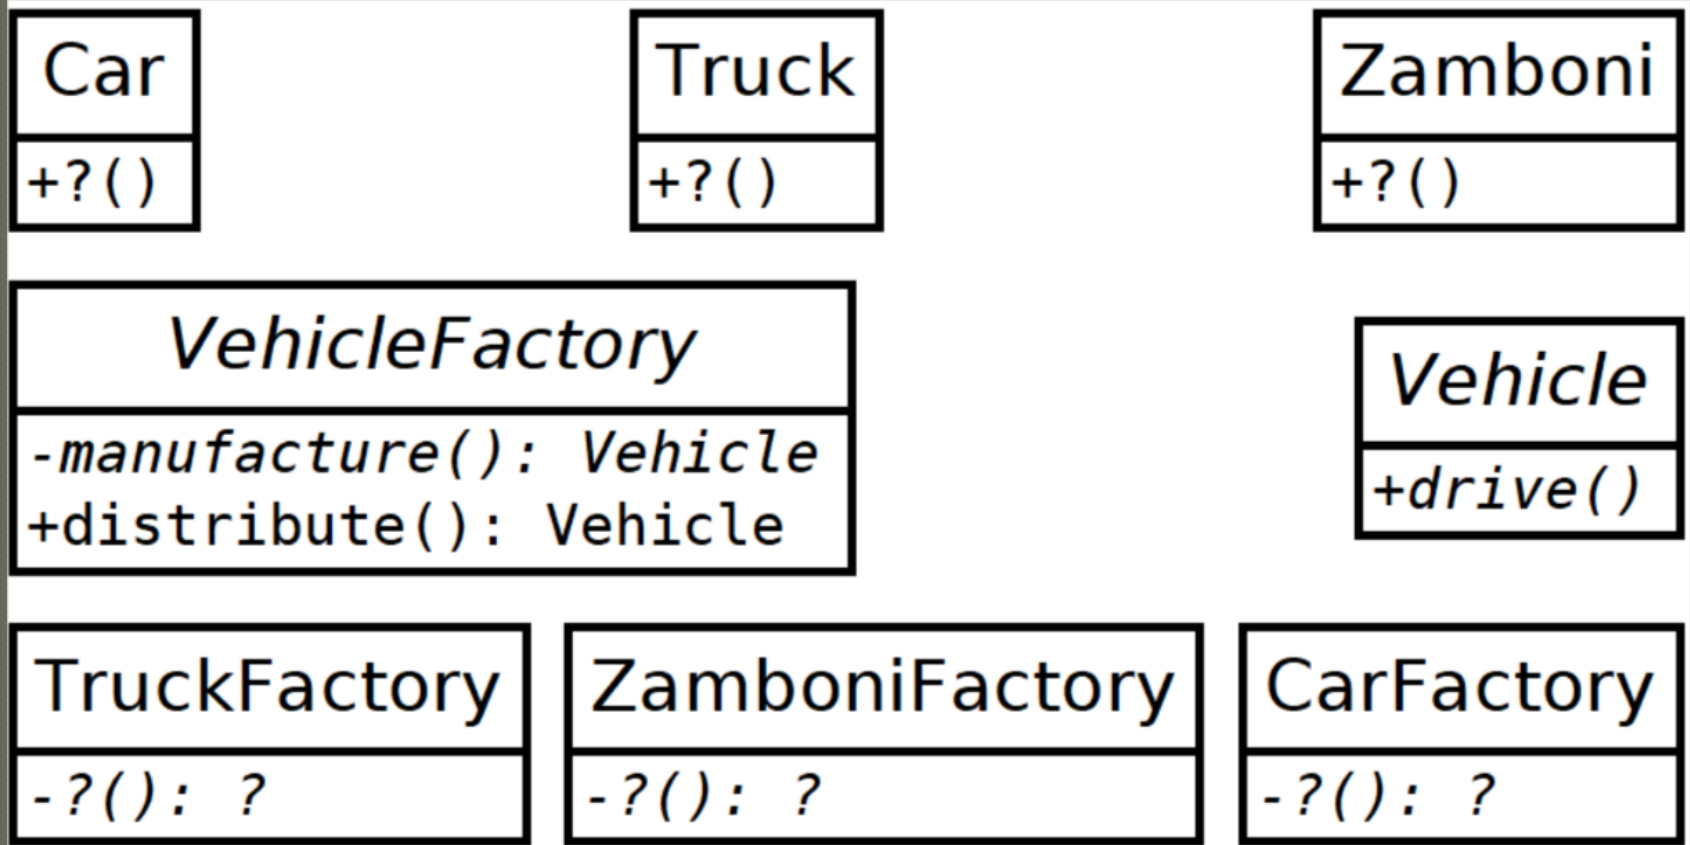 Car
+?()
Truck
+?()
Zamboni
+?()
VehicleFactory
-manufacture(): Vehicle
+distribute(): Vehicle
Vehicle
+drive()
TruckFactory
-?(): ?
ZamboniFactory
-?(): ?
CarFactory
-?(): ?